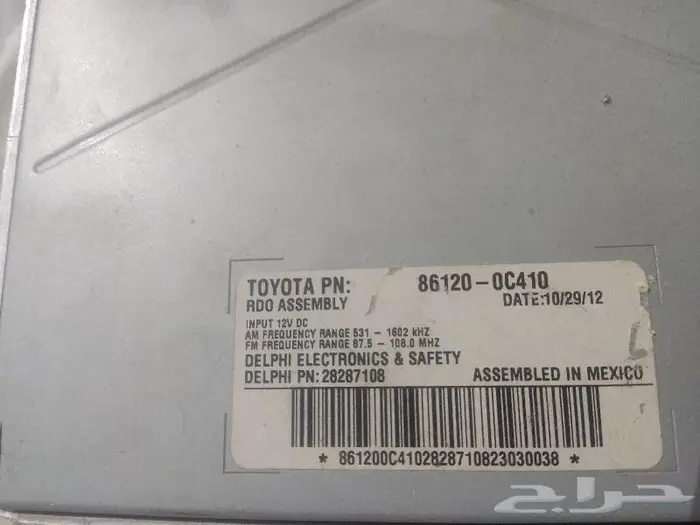 TOYOTA PN: 86120-0C410
RDO ASSEMBLY DATE:10/29/12
INPUT 12V DC
AM FREQUENCY RANGE 531 - 1602 kHZ
FM FREQUENCY RANGE 87.5 - 108.0 MHZ
DELPHI ELECTRONICS & SAFETY
DELPHI PN:28287108 ASSEMBLED IN MEXICO
* 861200C4102828710823030038 *
حراج